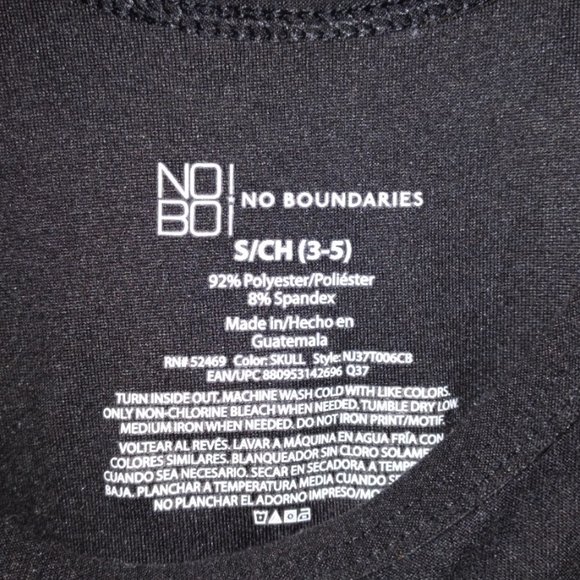 NO
BO
NO BOUNDARIES
S/CH (3-5)
92% Polyester/Poliéster
8% Spandex
Made In/Hecho en
Guatemala
RN# 52469 Color: SKULL Style: NJ37T006CB
EAN/UPC 880953142696 Q37
TURN INSIDE OUT. MACHINE WASH COLD WITH LIKE COLORS.
ONLY NON-CHLORINE BLEACH WHEN NEEDED. TUMBLE DRY LOW.
MEDIUM IRON WHEN NEEDED. DO NOT IRON PRINT/MOTIF.
VOLTEAR AL REVÉS. LAVAR A MÁQUINA EN AGUA FRÍA CON
COLORES SIMILARES. BLANQUEADOR SIN CLORO
CUANDO SEA NECESARIO. SECAR EN SECADORA A
BAJA. PLANCHAR A TEMPERATURA MEDIA CUANDO
NO PLANCHAR EL ADORNO